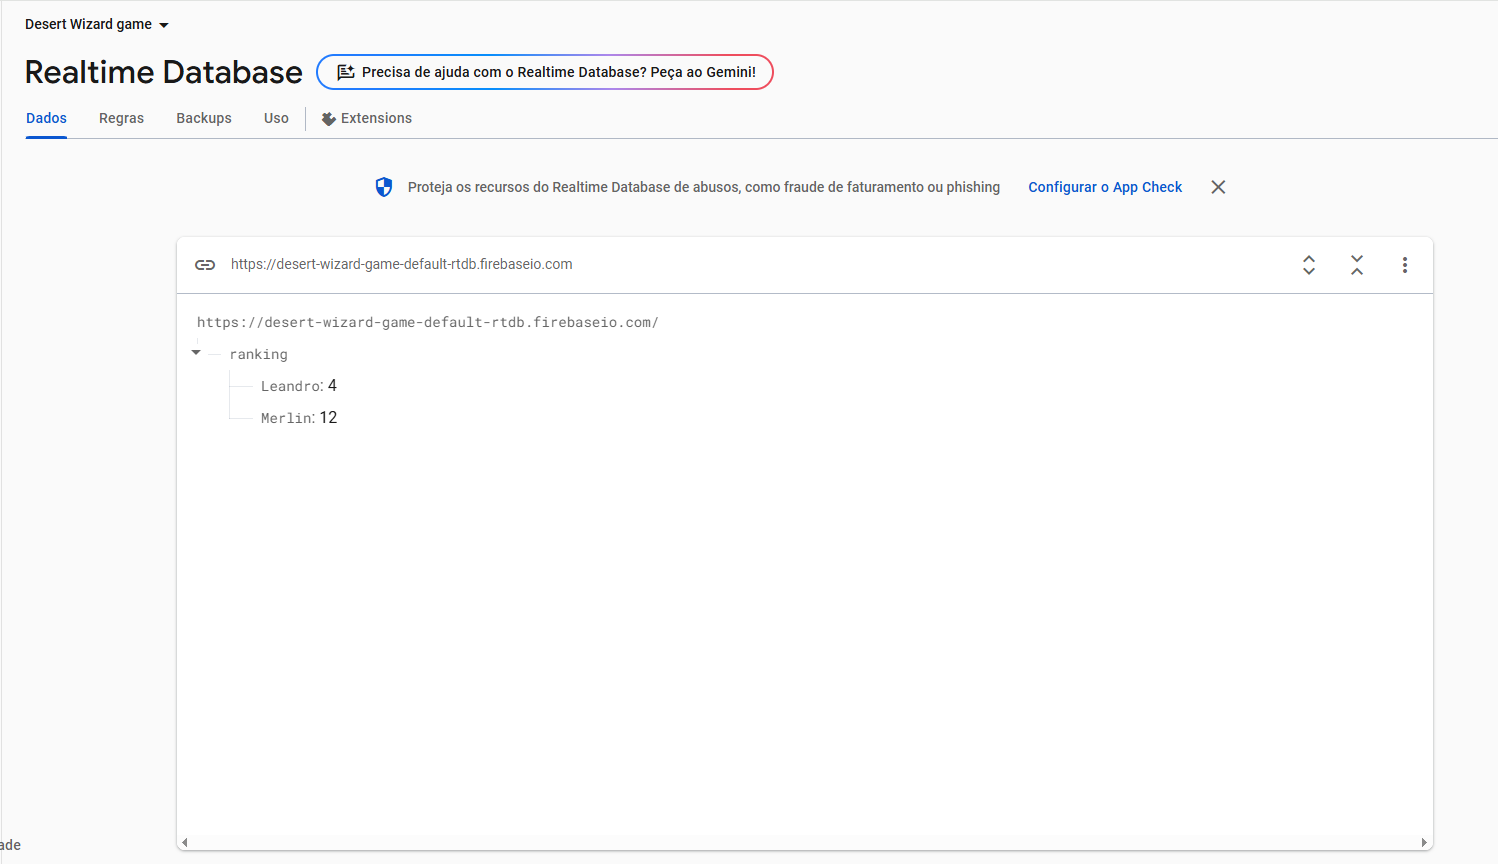 Desert Wizard game
Realtime Database
Precisa de ajuda com o Realtime Database? Peça ao Gemini!
Dados Regras Backups Uso Extensions
Proteja os recursos do Realtime Database de abusos, como fraude de faturamento ou phishing Configurar o App Check
https://desert-wizard-game-default-rtdb.firebaseio.com
https://desert-wizard-game-default-rtdb.firebaseio.com/
ranking
Leandro: 4
Merlin: 12
ade